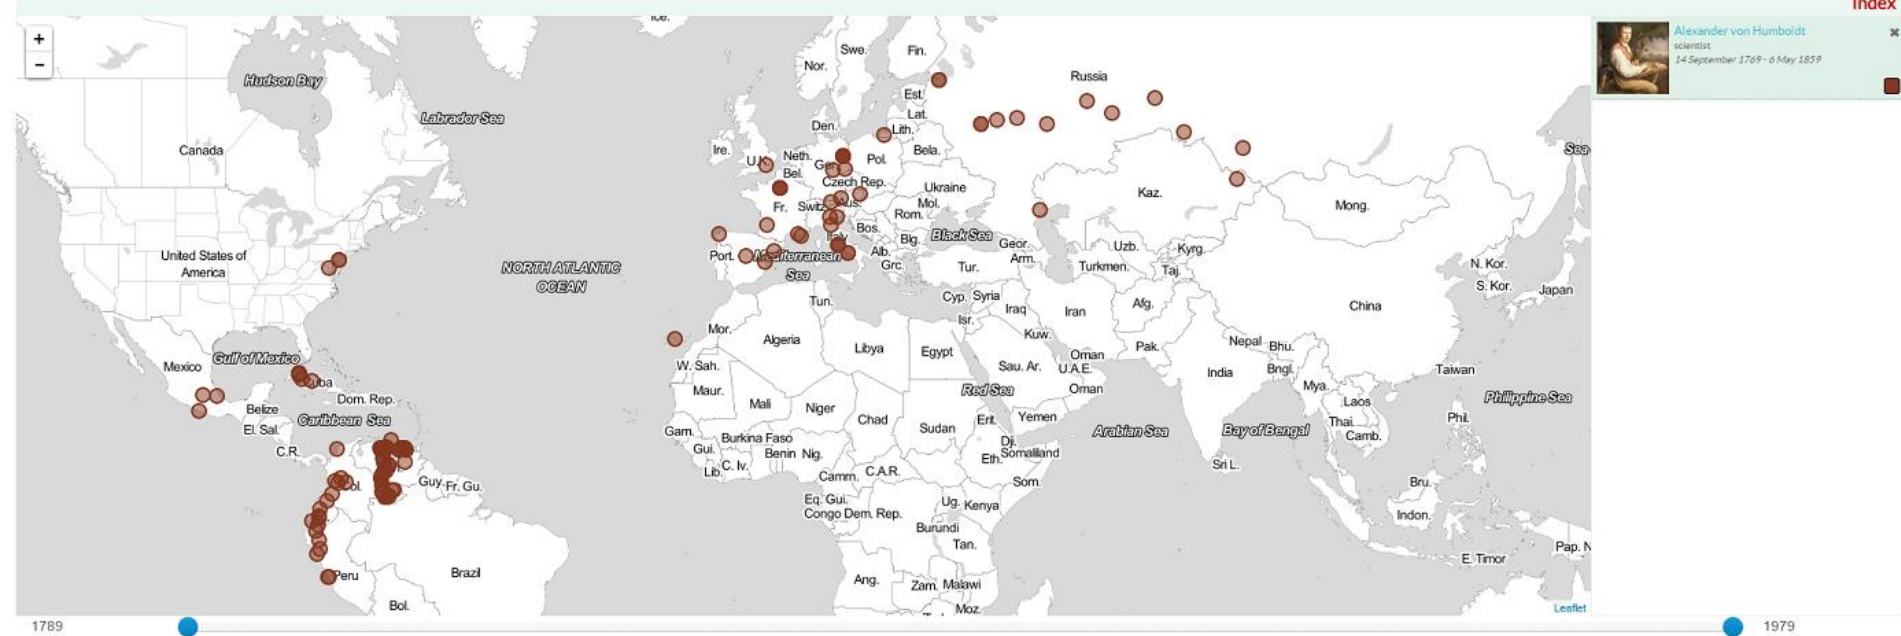 Index
+
−
Alexander von Humboldt
scientist
14 September 1769 - 6 May 1859
Ice.
Swe.
Fin.
Nor.
Russia
Hudson Bay
Est.
Labrador Sea
Lat.
Den.
Lith.
Canada
Ire.
U.K.
Neth.
Pol.
Bela.
Sea
Bel.
Czech Rep.
Ukraine
Kaz.
Fr.
Switz.
Aus.
Mol.
Mong.
Rom.
Bos.
Italy
Blg.
Black Sea
United States of
America
Port.
Mediterranean
Sea
Alb.
Grc.
Geor.
Arm.
Uzb.
Kyrg.
Turkmen.
Taj.
N. Kor.
S. Kor.
Japan
NORTH ATLANTIC
OCEAN
Tur.
Tun.
Cyp.
Syria
Iraq
Iran
Afg.
China
Isr.
Mor.
Algeria
Libya
Egypt
Kuw.
Pak.
Nepal
Bhu.
Gulf of Mexico
Mexico
W. Sah.
Sau. Ar.
Oman
U.A.E.
India
Bngl.
Taiwan
Cuba
Maur.
Red Sea
Oman
Mya.
Philippine Sea
Dom. Rep.
Belize
Mali
Niger
Chad
Laos
Caribbean Sea
El. Sal.
Sudan
Erit.
Yemen
Thai.
Phil.
Gam.
Burkina Faso
Arabian Sea
Bay of Bengal
Camb.
C.R.
Gui.
Benin
Nig.
Dji.
Somaliland
Eth.
Lib.
C. Iv.
Camrn.
C.A.R.
Sri L.
Col.
Guy.
Fr. Gu.
Som.
Bru.
Eq. Gui.
Ug.
Kenya
Congo
Dem. Rep.
Indon.
Burundi
Tan.
Pap. N
E. Timor
Peru
Brazil
Ang.
Zam.
Malawi
Bol.
Moz.
Leaflet
1789
1979